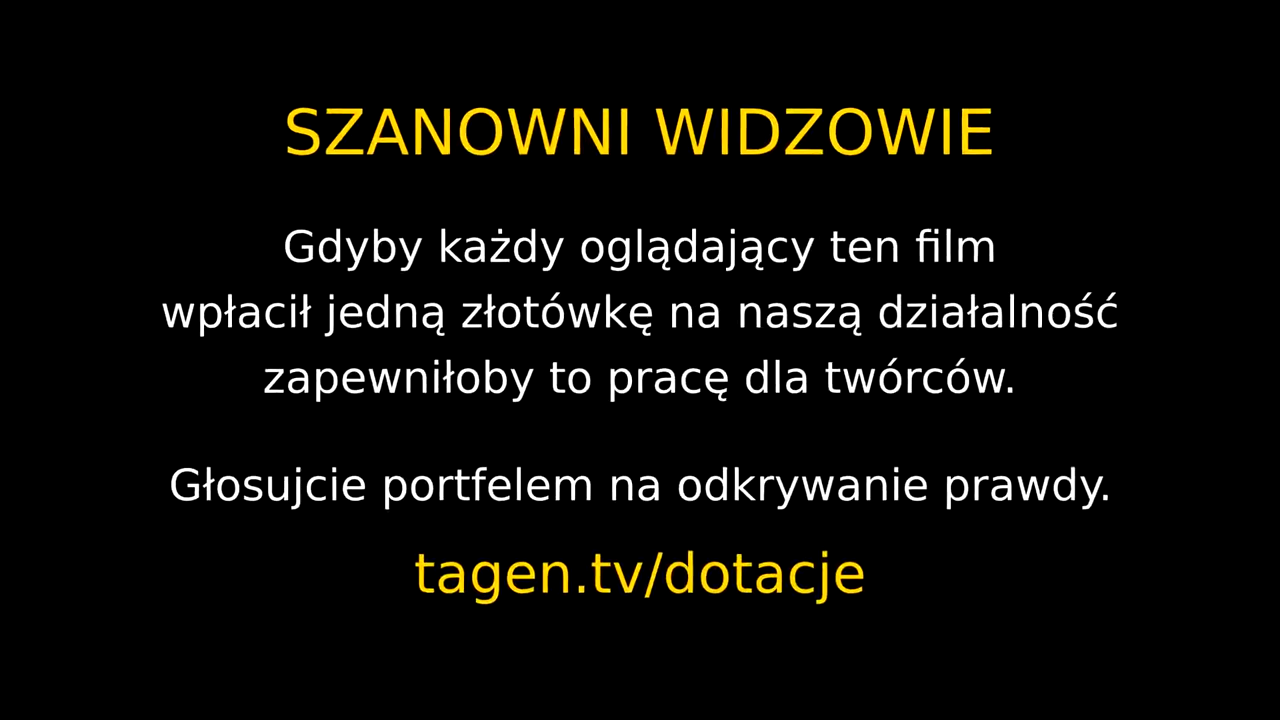 SZANOWNI WIDZOWIE
Gdyby każdy oglądający ten film
wpłacił jedną złotówkę na naszą działalność
zapewniłoby to pracę dla twórców.
Głosujcie portfelem na odkrywanie prawdy.
tagen.tv/dotacje